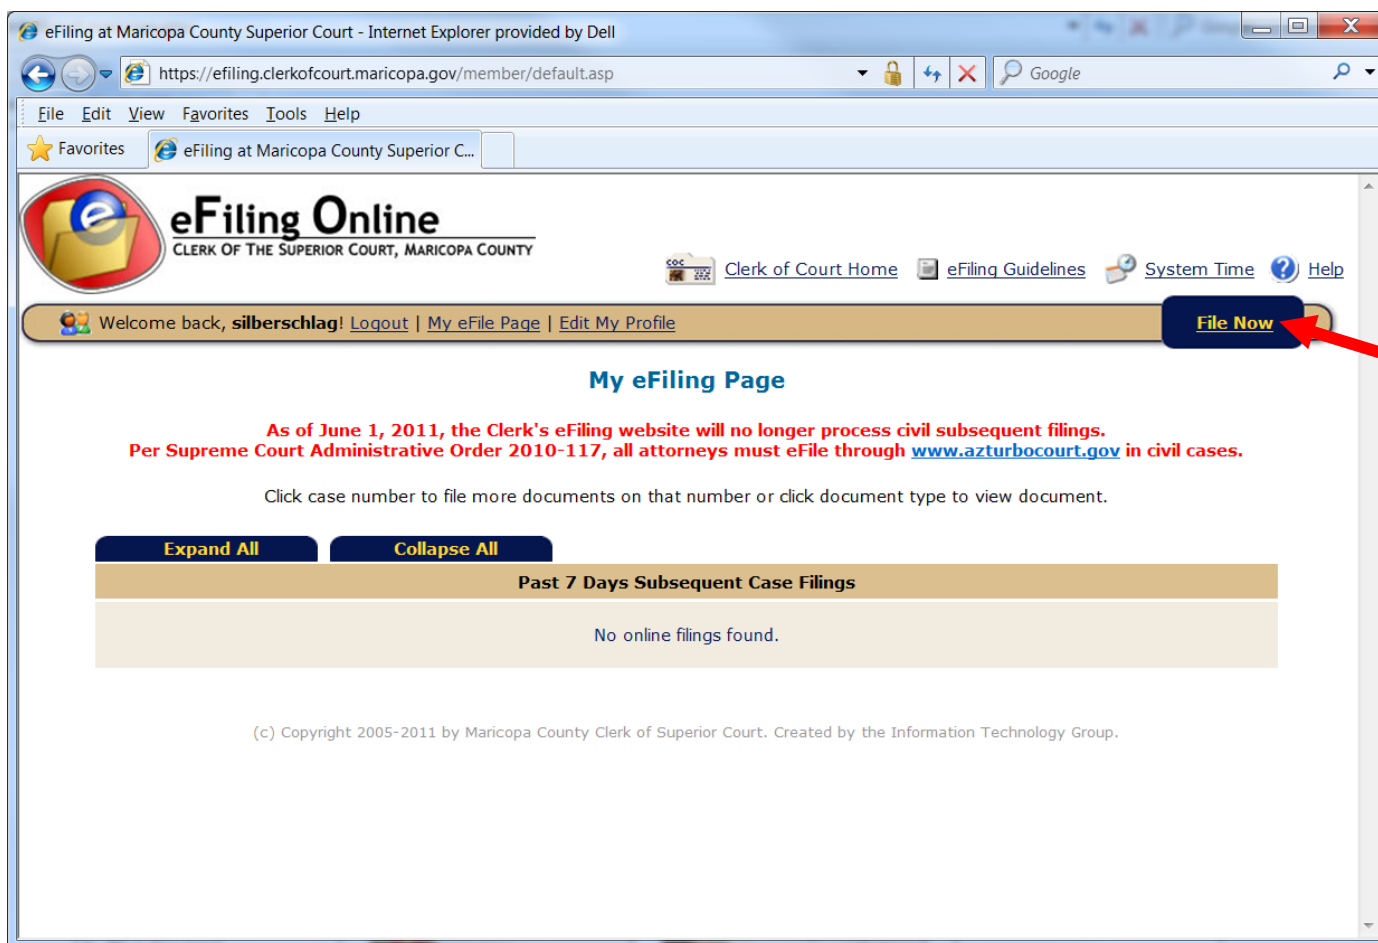 eFiling at Maricopa County Superior Court - Internet Explorer provided by Dell
https://efiling.clerkofcourt.maricopa.gov/member/default.asp
Google
File Edit View Favorites Tools Help
Favorites
eFiling at Maricopa County Superior C...
eFiling Online
CLERK OF THE SUPERIOR COURT, MARICOPA COUNTY
coc
Clerk of Court Home eFiling Guidelines System Time Help
Welcome back, silberschlag! Logout | My eFile Page | Edit My Profile
File Now
My eFiling Page
As of June 1, 2011, the Clerk's eFiling website will no longer process civil subsequent filings.
Per Supreme Court Administrative Order 2010-117, all attorneys must eFile through www.azturbocourt.gov in civil cases.
Click case number to file more documents on that number or click document type to view document.
Expand All Collapse All
Past 7 Days Subsequent Case Filings
No online filings found.
(c) Copyright 2005-2011 by Maricopa County Clerk of Superior Court. Created by the Information Technology Group.